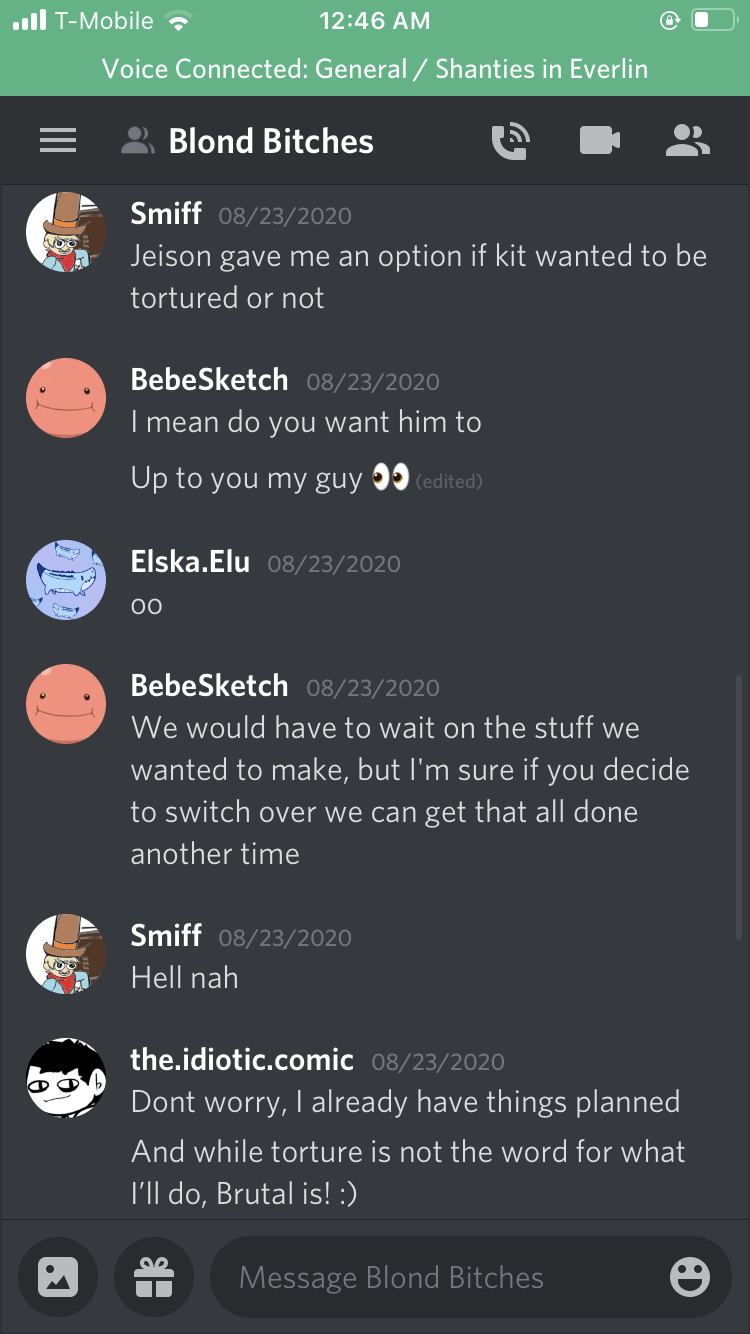 T-Mobile 12:46 AM
Voice Connected: General / Shanties in Everlin
Blond Bitches
Smiff 08/23/2020
Jeison gave me an option if kit wanted to be
tortured or not
BebeSketch 08/23/2020
I mean do you want him to
Up to you my guy 👀 (edited)
Elska.Elu 08/23/2020
oo
BebeSketch 08/23/2020
We would have to wait on the stuff we
wanted to make, but I'm sure if you decide
to switch over we can get that all done
another time
Smiff 08/23/2020
Hell nah
the.idiotic.comic 08/23/2020
Dont worry, I already have things planned
And while torture is not the word for what
I’ll do, Brutal is! :)
Message Blond Bitches